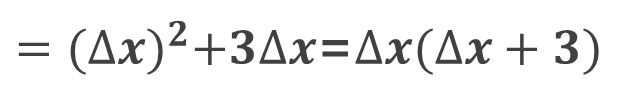 = (Δx)²+3Δx=Δx(Δx + 3)